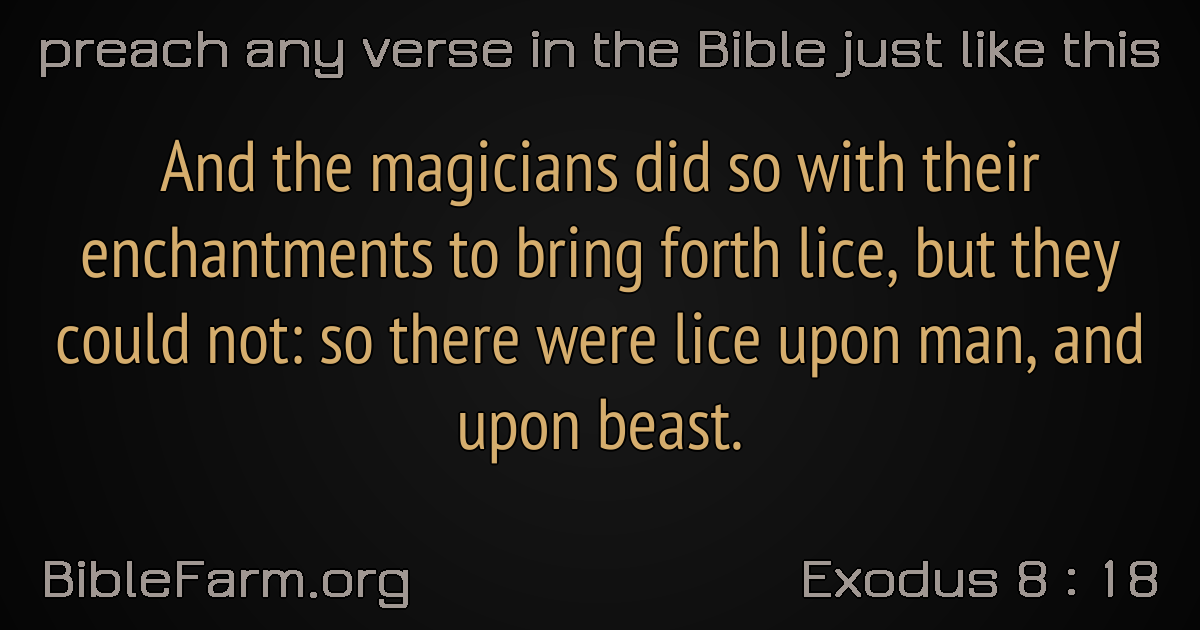 preach any verse in the Bible just like this
And the magicians did so with their
enchantments to bring forth lice, but they
could not: so there were lice upon man, and
upon beast.
BibleFarm.org
Exodus 8 : 18